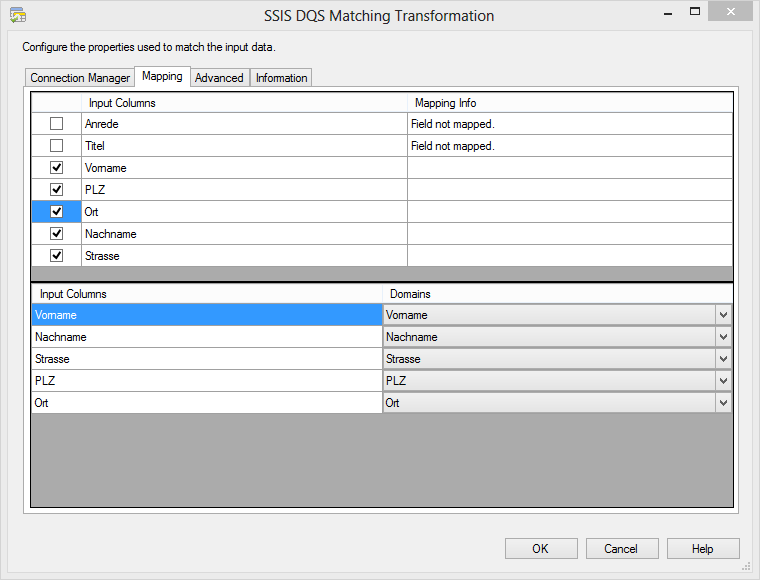 SSIS DQS Matching Transformation
Configure the properties used to match the input data.
Connection Manager Mapping Advanced Information
Input Columns Mapping Info
Anrede Field not mapped.
Titel Field not mapped.
Vorname
PLZ
Ort
Nachname
Strasse
Input Columns Domains
Vorname Vorname
Nachname Nachname
Strasse Strasse
PLZ PLZ
Ort Ort
OK Cancel Help